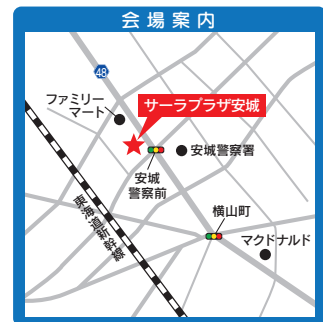 会場案内
48
ファミリー
マート
サーラプラザ安城
安城警察署
安城
警察前
東海道新幹線
横山町
マクドナルド